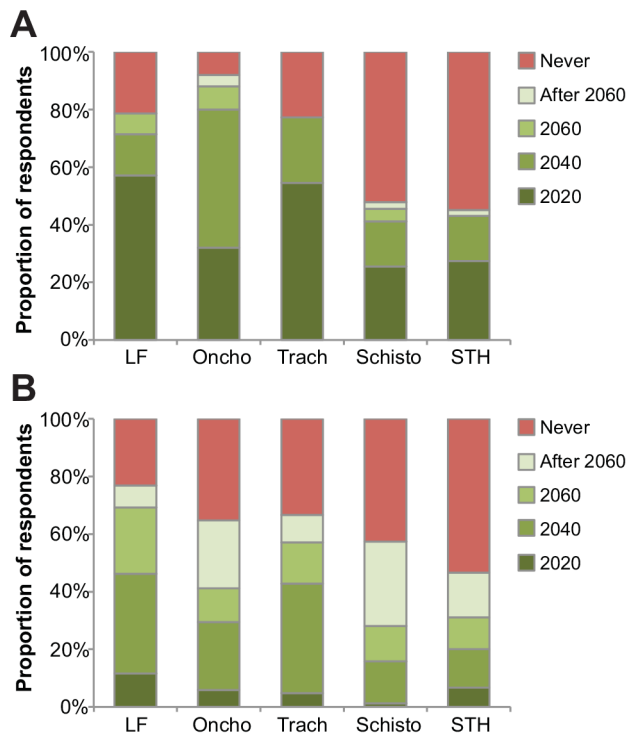 A
Proportion of respondents
100%
80%
60%
40%
20%
0%
LF Oncho Trach Schisto STH
Never
After 2060
2060
2040
2020
B
Proportion of respondents
100%
80%
60%
40%
20%
0%
LF Oncho Trach Schisto STH
Never
After 2060
2060
2040
2020